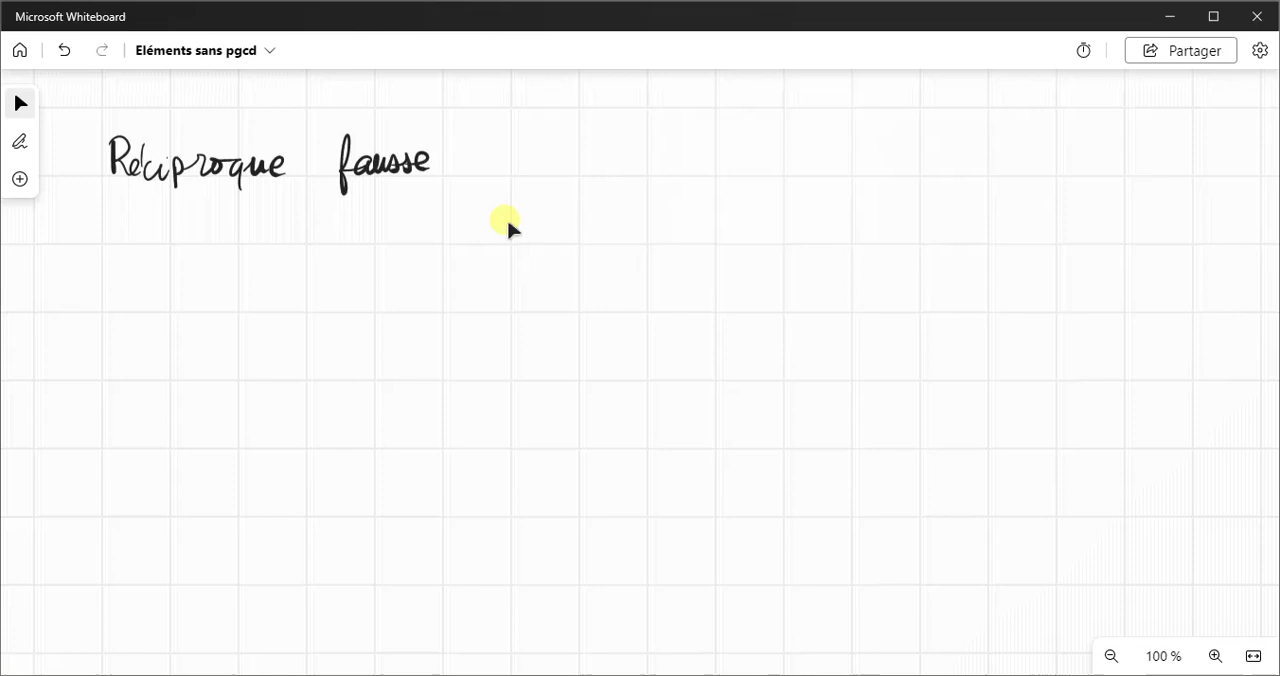 Microsoft Whiteboard
Eléments sans pgcd
Partager
Réciproque fausse
100 %